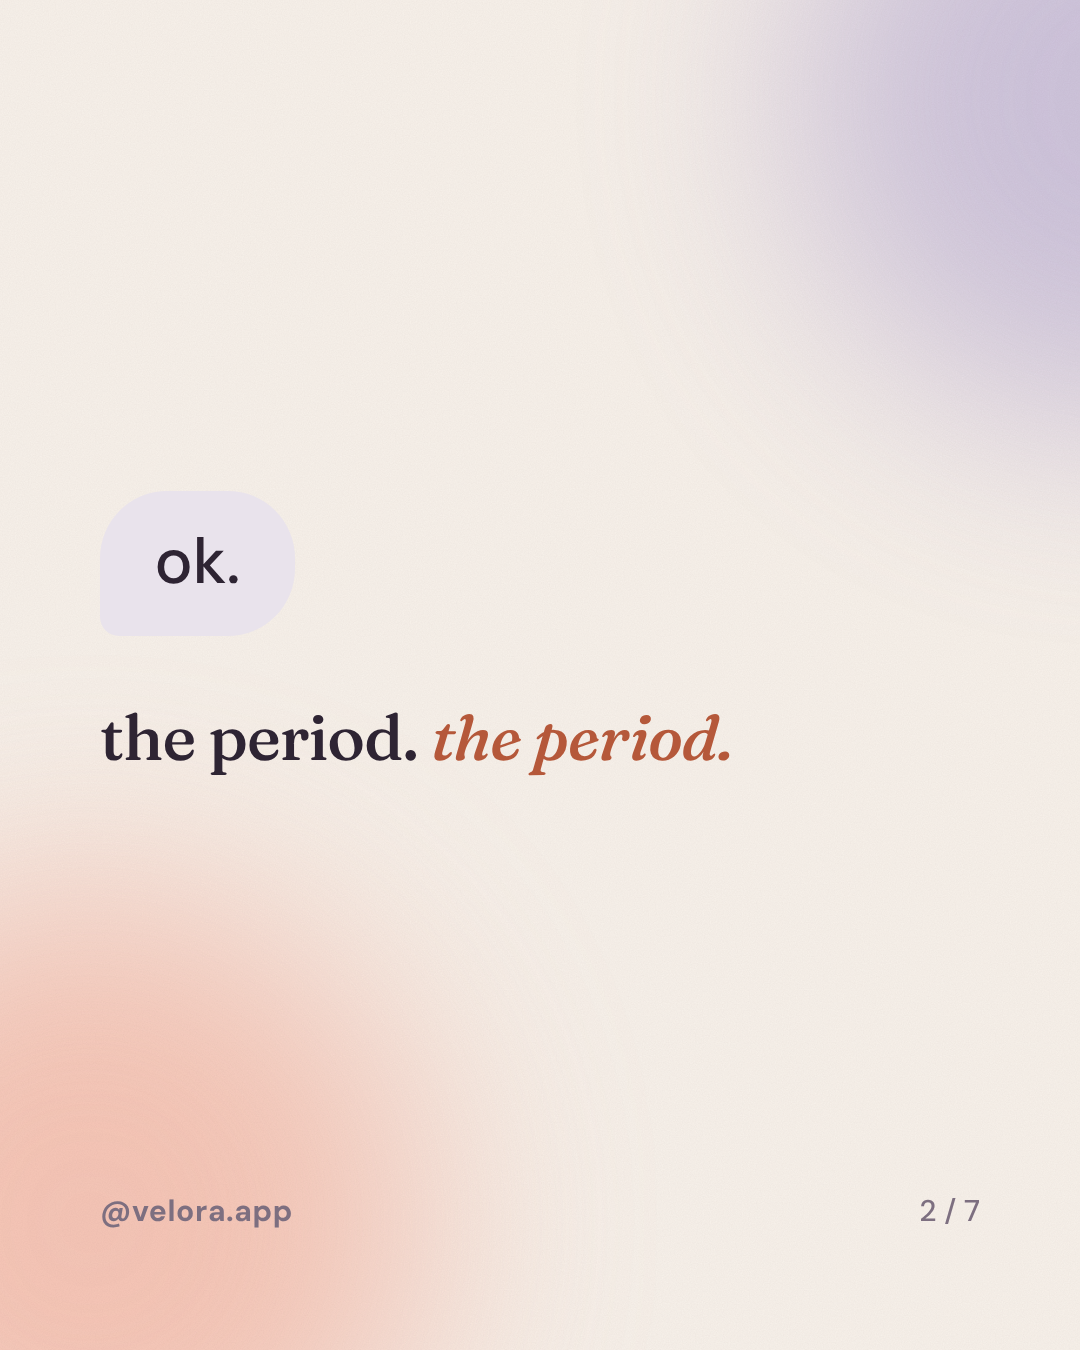 ok.
the period. the period.
@velora.app
2 / 7